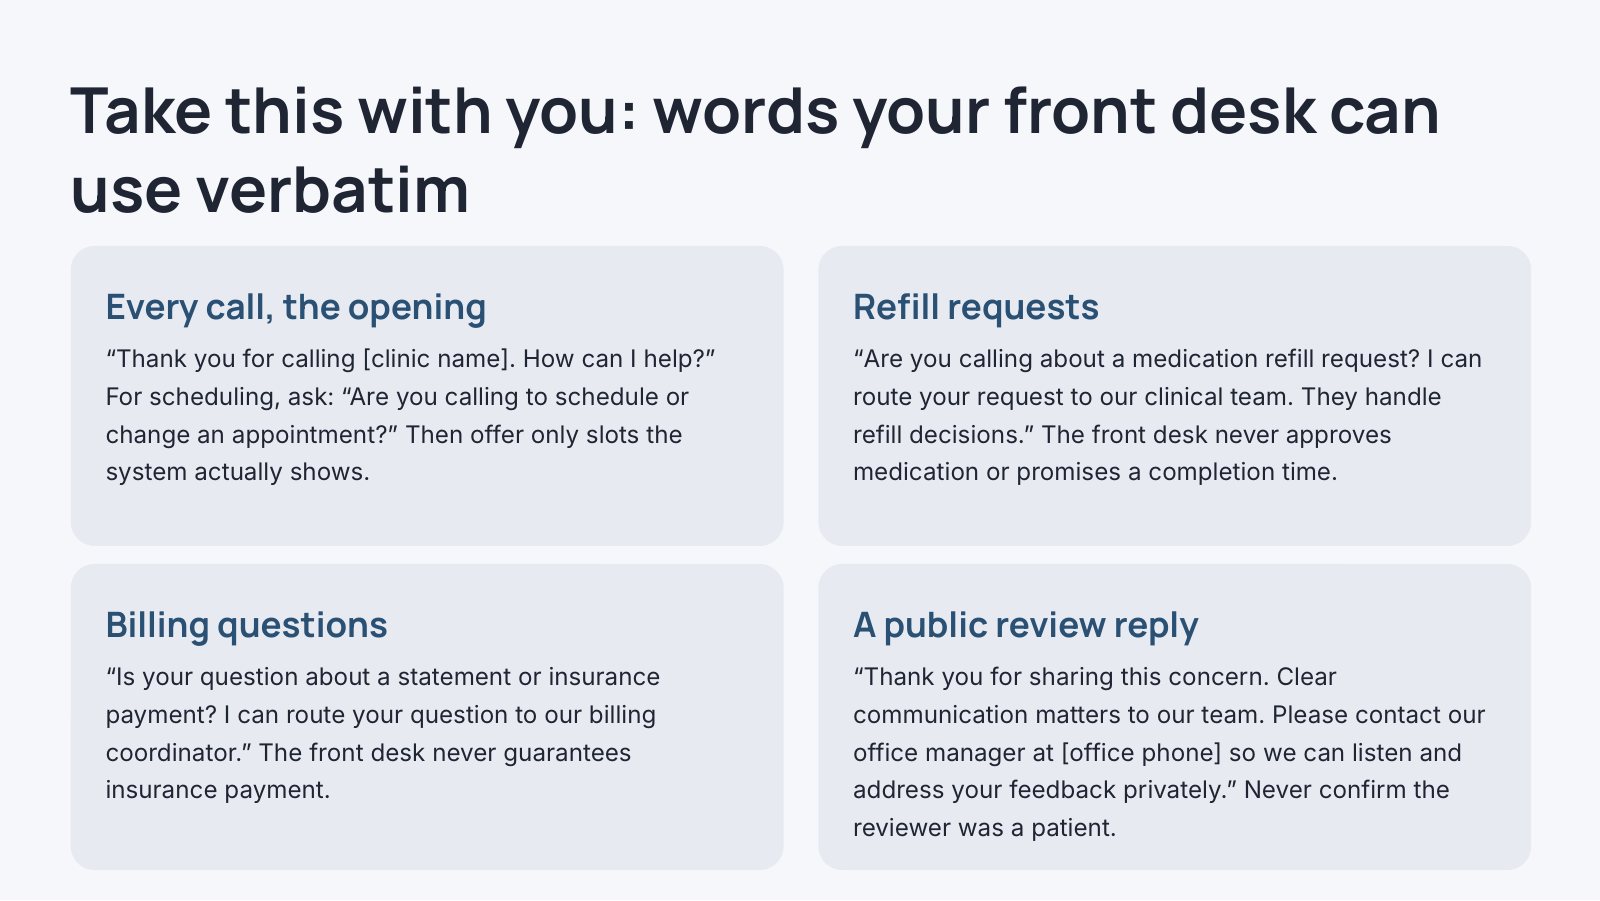 Take this with you: words your front desk can
use verbatim
Every call, the opening
“Thank you for calling [clinic name]. How can I help?”
For scheduling, ask: “Are you calling to schedule or
change an appointment?” Then offer only slots the
system actually shows.
Refill requests
“Are you calling about a medication refill request? I can
route your request to our clinical team. They handle
refill decisions.” The front desk never approves
medication or promises a completion time.
Billing questions
“Is your question about a statement or insurance
payment? I can route your question to our billing
coordinator.” The front desk never guarantees
insurance payment.
A public review reply
“Thank you for sharing this concern. Clear
communication matters to our team. Please contact our
office manager at [office phone] so we can listen and
address your feedback privately.” Never confirm the
reviewer was a patient.